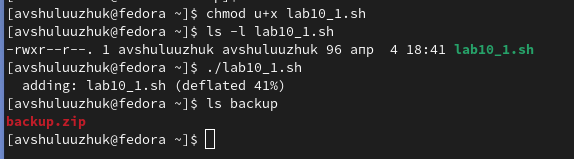 [avshuluuzhuk@fedora ~]$ chmod u+x lab10_1.sh
[avshuluuzhuk@fedora ~]$ ls -l lab10_1.sh
-rwxr--r--. 1 avshuluuzhuk avshuluuzhuk 96 апр  4 18:41 lab10_1.sh
[avshuluuzhuk@fedora ~]$ ./lab10_1.sh
  adding: lab10_1.sh (deflated 41%)
[avshuluuzhuk@fedora ~]$ ls backup
backup.zip
[avshuluuzhuk@fedora ~]$